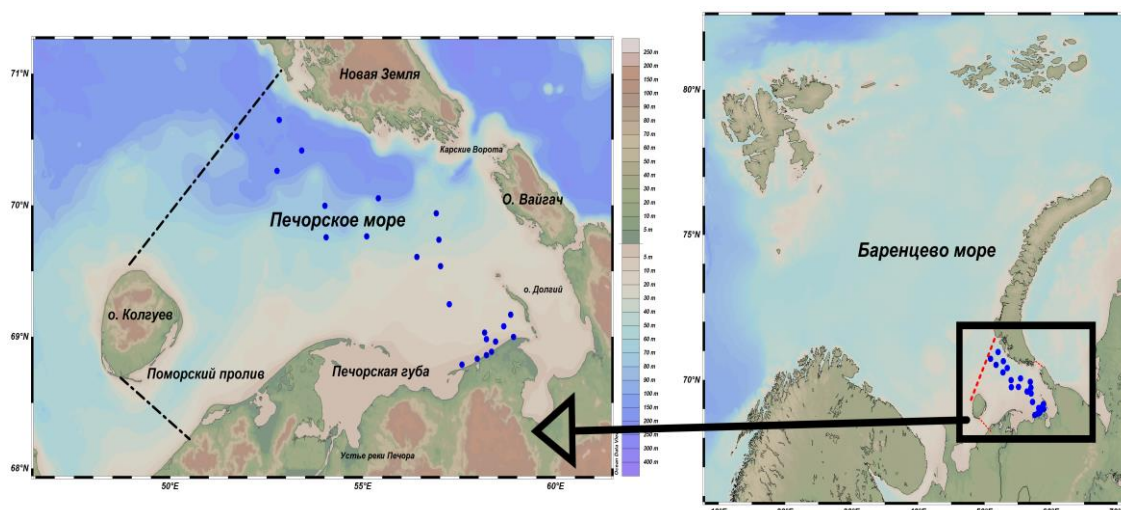 71°N
70°N
69°N
68°N
50°E
55°E
60°E
Новая Земля
Карские Ворота
О. Вайгач
Печорское море
о. Долгий
о. Колгуев
Поморский пролив
Печорская губа
Устье реки Печора
250 m
200 m
150 m
100 m
90 m
80 m
70 m
60 m
50 m
40 m
30 m
20 m
10 m
5 m
5 m
10 m
20 m
30 m
40 m
50 m
60 m
70 m
80 m
90 m
100 m
150 m
200 m
250 m
300 m
400 m
Ocean Data View
80°N
75°N
70°N
Баренцево море